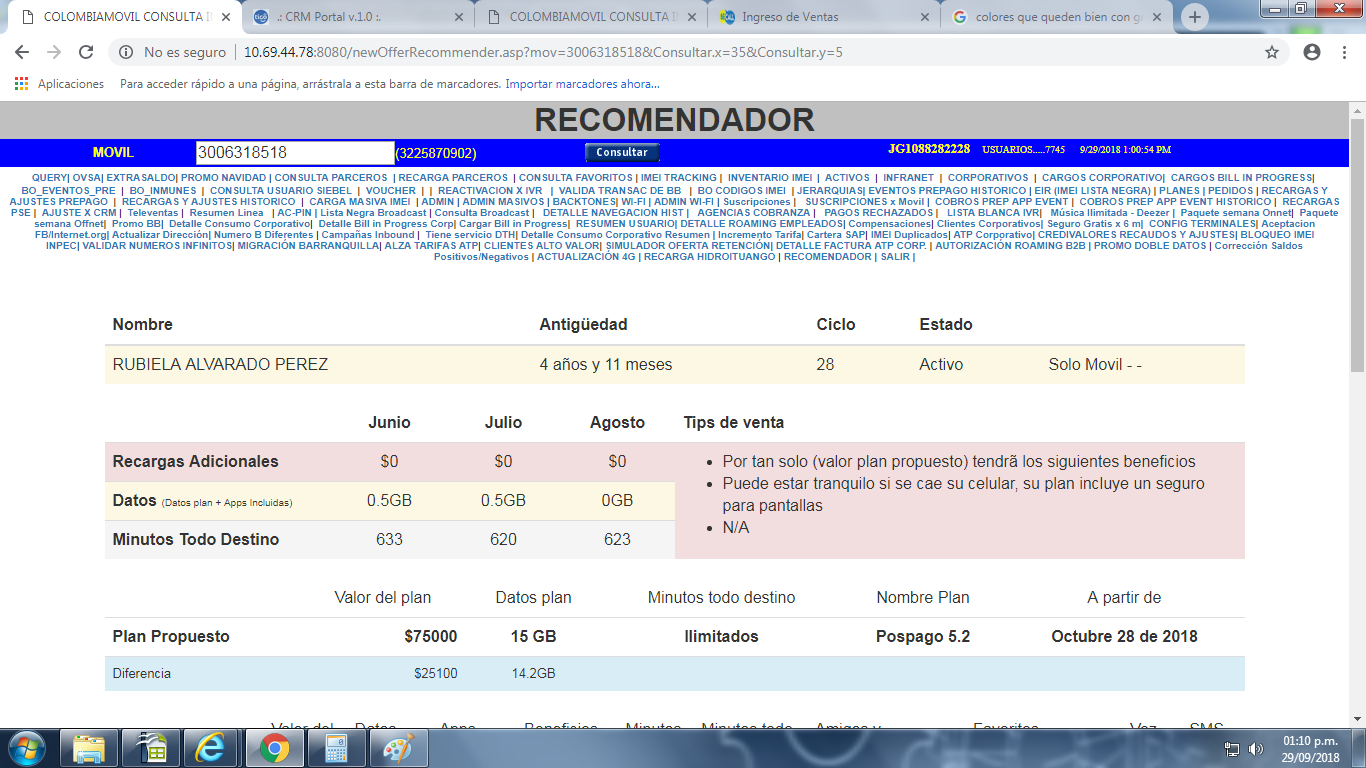 COLOMBIAMOVIL CONSULTA I
.: CRM Portal v.1.0 :.
COLOMBIAMOVIL CONSULTA I
Ingreso de Ventas
colores que queden bien con g
No es seguro | 10.69.44.78:8080/newOfferRecommender.asp?mov=3006318518&Consultar.x=35&Consultar.y=5
Aplicaciones Para acceder rápido a una página, arrástrala a esta barra de marcadores. Importar marcadores ahora...
RECOMENDADOR
MOVIL 3006318518 (3225870902) Consultar JG1088282228 USUARIOS.....7745 9/29/2018 1:00:54 PM
QUERY| OVSA| EXTRASALDO| PROMO NAVIDAD | CONSULTA PARCEROS | RECARGA PARCEROS | CONSULTA FAVORITOS | IMEI TRACKING | INVENTARIO IMEI | ACTIVOS | INFRANET | CORPORATIVOS | CARGOS CORPORATIVO| CARGOS BILL IN PROGRESS|
BO_EVENTOS_PRE | BO_INMUNES | CONSULTA USUARIO SIEBEL | VOUCHER | | REACTIVACION X IVR | VALIDA TRANSAC DE BB | BO CODIGOS IMEI | JERARQUIAS| EVENTOS PREPAGO HISTORICO | EIR (IMEI LISTA NEGRA) | PLANES | PEDIDOS | RECARGAS Y
AJUSTES PREPAGO | RECARGAS Y AJUSTES HISTORICO | CARGA MASIVA IMEI | ADMIN | ADMIN MASIVOS | BACKTONES| WI-FI | ADMIN WI-FI | Suscripciones | SUSCRIPCIONES x Movil | COBROS PREP APP EVENT | COBROS PREP APP EVENT HISTORICO | RECARGAS
PSE | AJUSTE X CRM | Televentas | Resumen Linea | AC-PIN | Lista Negra Broadcast | Consulta Broadcast | DETALLE NAVEGACION HIST | AGENCIAS COBRANZA | PAGOS RECHAZADOS | LISTA BLANCA IVR| Música Ilimitada - Deezer | Paquete semana Onnet| Paquete
semana Offnet| Promo BB| Detalle Consumo Corporativo| Detalle Bill in Progress Corp| Cargar Bill in Progress| RESUMEN USUARIO| DETALLE ROAMING EMPLEADOS| Compensaciones| Clientes Corporativos| Seguro Gratis x 6 m| CONFIG TERMINALES| Aceptacion
FB/Internet.org| Actualizar Dirección| Numero B Diferentes | Campañas Inbound | Tiene servicio DTH| Detalle Consumo Corporativo Resumen | Incremento Tarifa| Cartera SAP| IMEI Duplicados| ATP Corporativo| CREDIVALORES RECAUDOS Y AJUSTES| BLOQUEO IMEI
INPEC| VALIDAR NUMEROS INFINITOS| MIGRACIÓN BARRANQUILLA| ALZA TARIFAS ATP| CLIENTES ALTO VALOR| SIMULADOR OFERTA RETENCIÓN| DETALLE FACTURA ATP CORP. | AUTORIZACIÓN ROAMING B2B | PROMO DOBLE DATOS | Corrección Saldos
Positivos/Negativos | ACTUALIZACIÓN 4G | RECARGA HIDROITUANGO | RECOMENDADOR | SALIR |
Nombre Antigüedad Ciclo Estado
RUBIELA ALVARADO PEREZ 4 años y 11 meses 28 Activo Solo Movil - -
Junio Julio Agosto Tips de venta
Recargas Adicionales $0 $0 $0
Datos (Datos plan + Apps Incluidas) 0.5GB 0.5GB 0GB
Minutos Todo Destino 633 620 623
• Por tan solo (valor plan propuesto) tendrã los siguientes beneficios
• Puede estar tranquilo si se cae su celular, su plan incluye un seguro
para pantallas
• N/A
Valor del plan Datos plan Minutos todo destino Nombre Plan A partir de
Plan Propuesto $75000 15 GB Ilimitados Pospago 5.2 Octubre 28 de 2018
Diferencia $25100 14.2GB
Valor del Datos Apps Beneficios Minutos Minutos todo Amigos y Favoritos Voz SMS
01:10 p.m.
29/09/2018